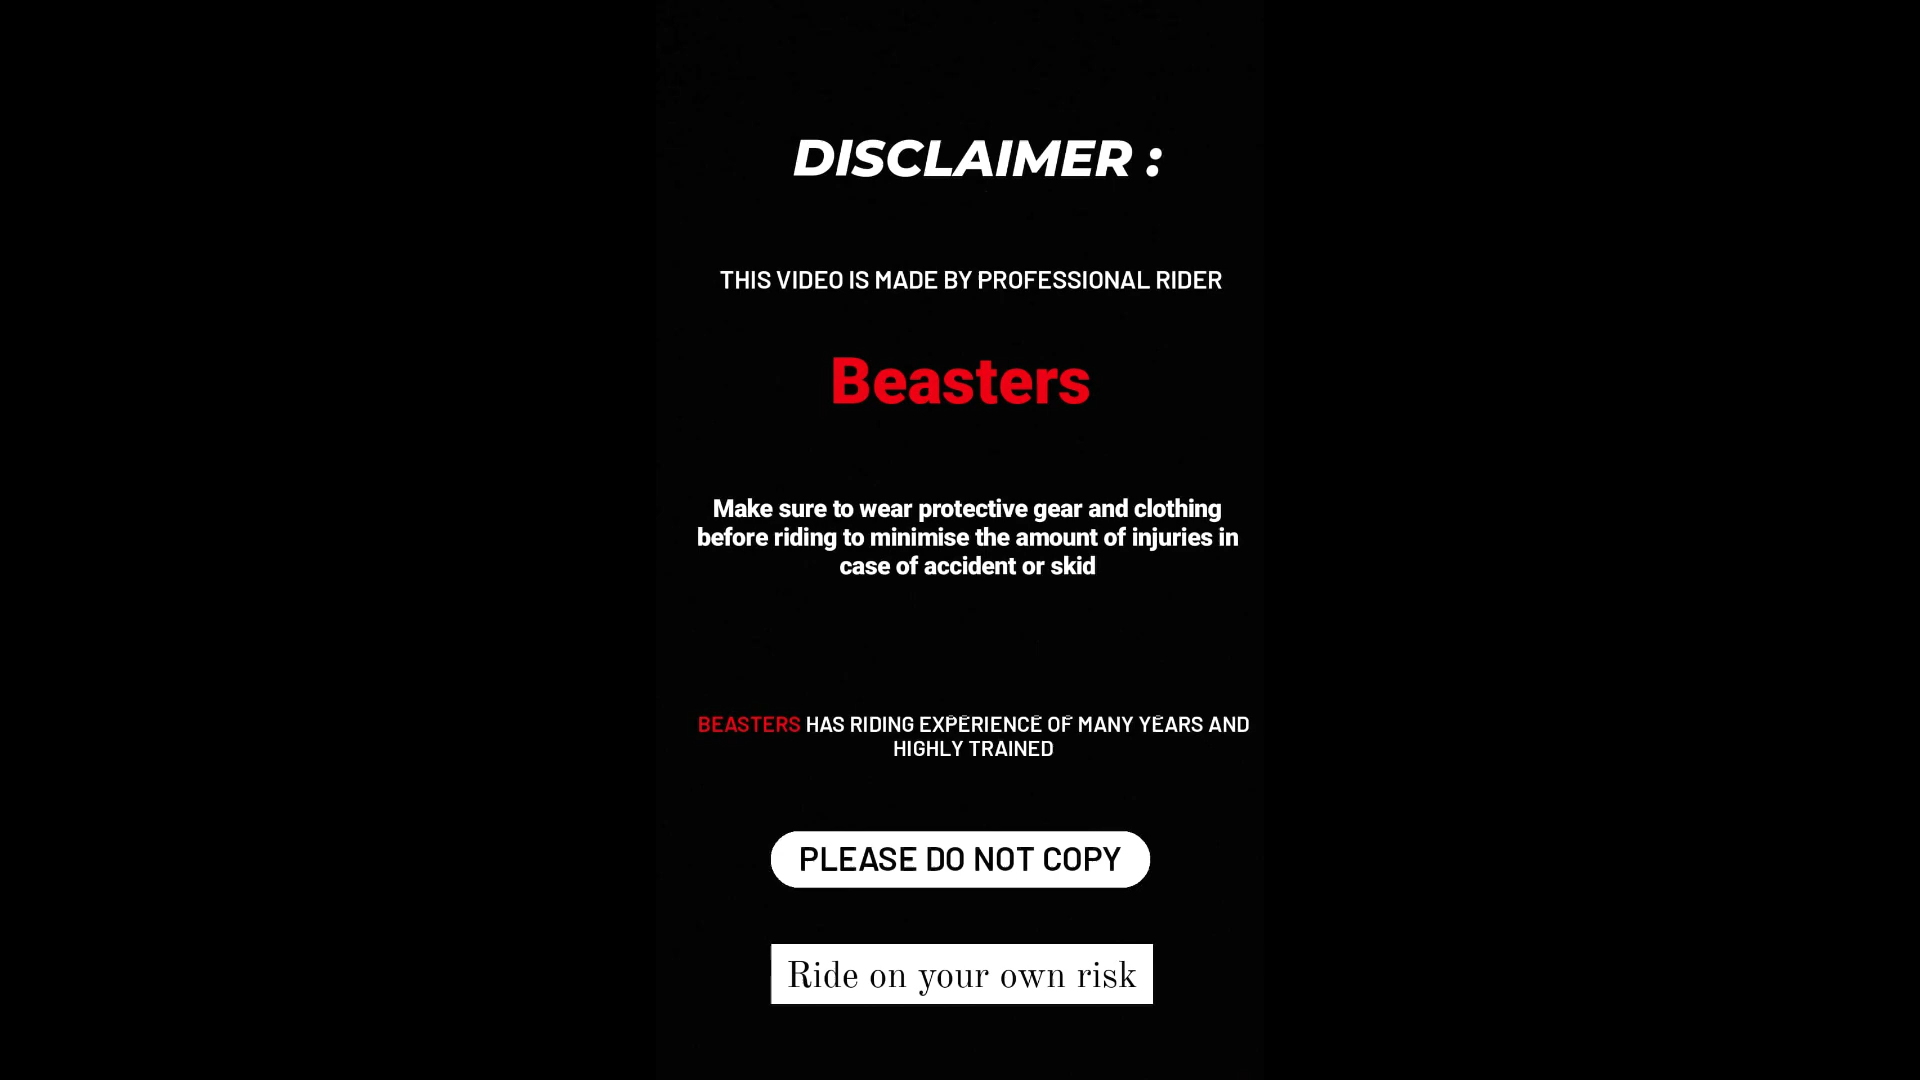 DISCLAIMER :
THIS VIDEO IS MADE BY PROFESSIONAL RIDER
Beasters
Make sure to wear protective gear and clothing
before riding to minimise the amount of injuries in
case of accident or skid
BEASTERS HAS RIDING EXPERIENCE OF MANY YEARS AND
HIGHLY TRAINED
PLEASE DO NOT COPY
Ride on your own risk